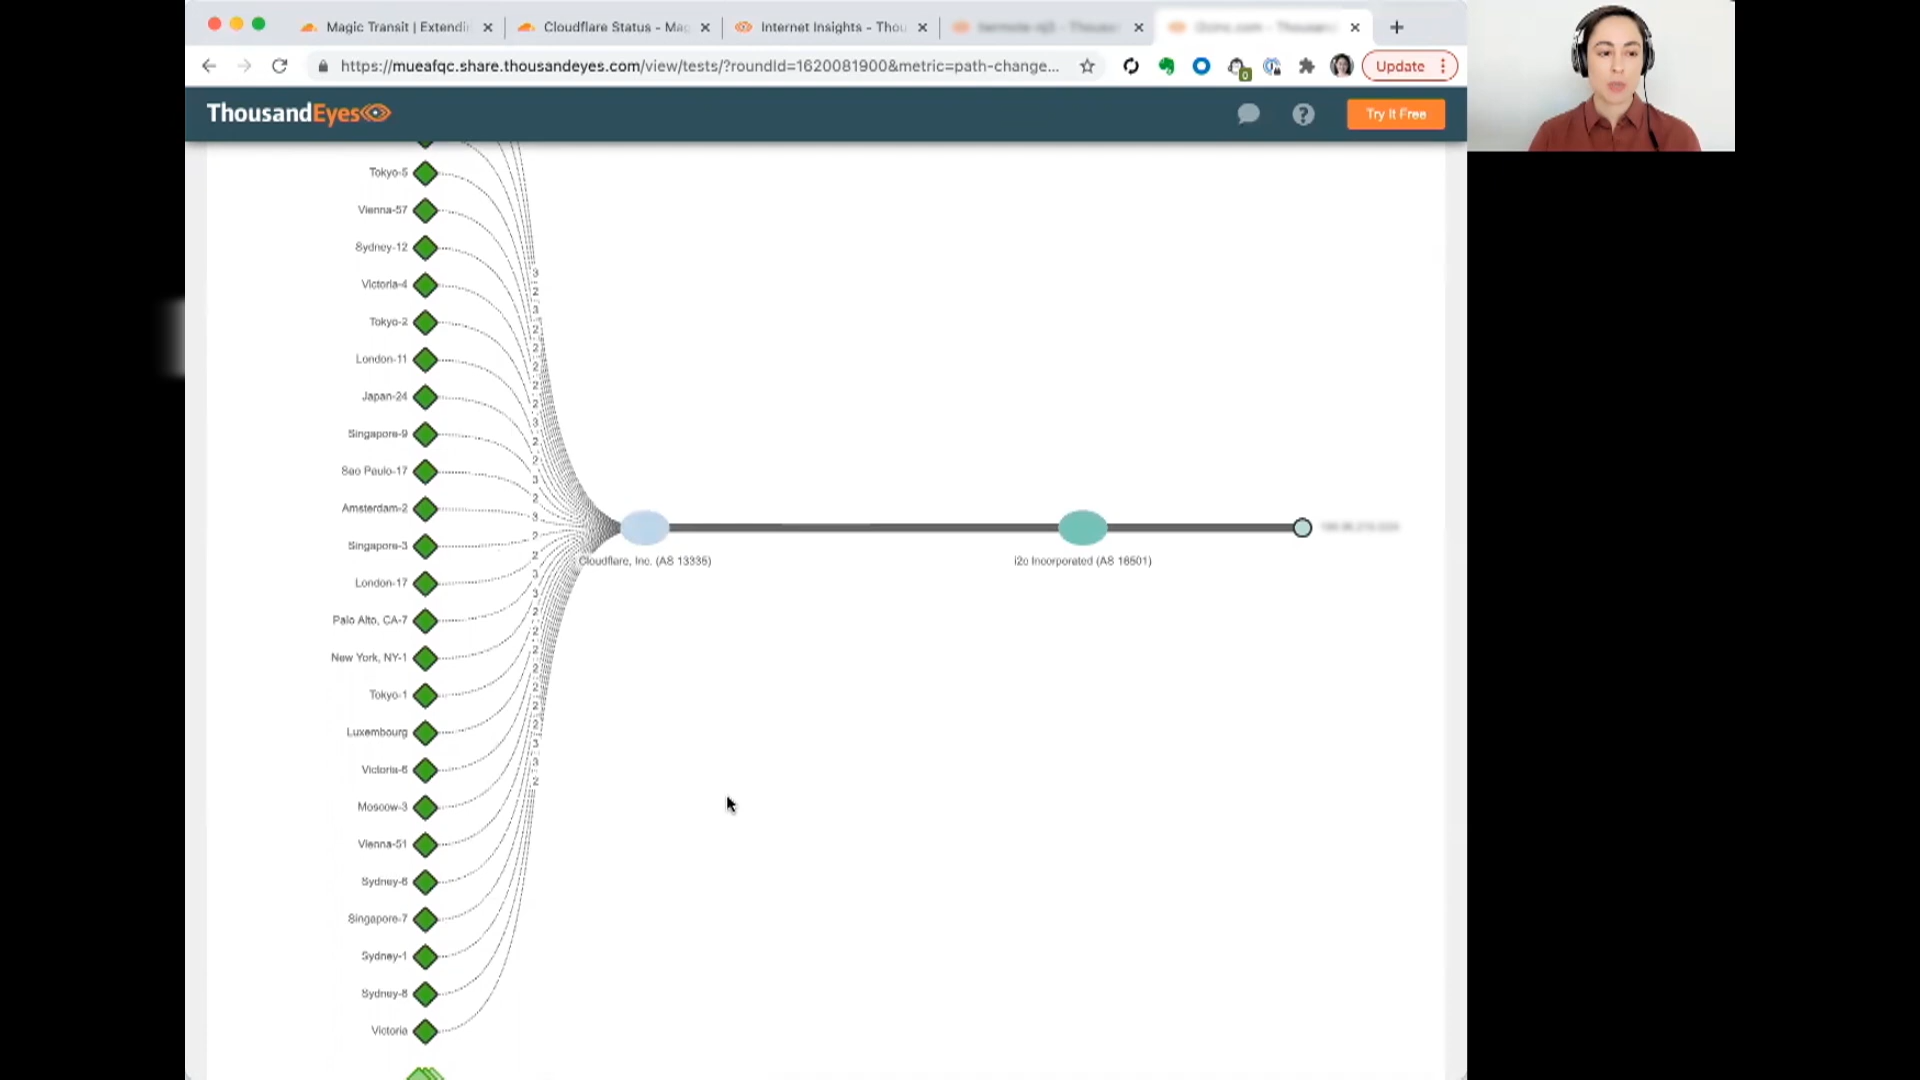 Magic Transit | Extendi
Cloudflare Status - Mag
Internet Insights - Thou
https://mueafqc.share.thousandeyes.com/view/tests/?roundId=1620081900&metric=path-change...
0
Update
ThousandEyes
?
Try It Free
Tokyo-5
Vienna-57
Sydney-12
Victoria-4
Tokyo-2
London-11
Japan-24
Singapore-9
Sao Paulo-17
Amsterdam-2
Singapore-3
London-17
Palo Alto, CA-7
New York, NY-1
Tokyo-1
Luxembourg
Victoria-6
Moscow-3
Vienna-51
Sydney-6
Singapore-7
Sydney-1
Sydney-8
Victoria
Cloudflare, Inc. (AS 13335)
i2c Incorporated (AS 18501)